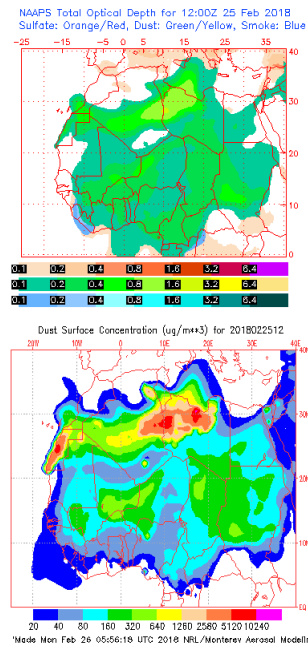 NAAPS Total Optical Depth for 12:00Z 25 Feb 2018
Sulfate: Orange/Red, Dust: Green/Yellow, Smoke: Blue
-25 -15 -5 5 15 25 35
40
30
20
10
0
0.1 0.2 0.4 0.8 1.6 3.2 6.4
0.1 0.2 0.4 0.8 1.6 3.2 6.4
0.1 0.2 0.4 0.8 1.6 3.2 6.4
Dust Surface Concentration (ug/m**3) for 2018022512
20W 10W 0 10E 20E 30E 40E
40N
30N
20N
10N
EQ
20 40 80 160 320 640 1280 2560 5120 10240
Made Mon Feb 26 05:56:18 UTC 2018 NRL/Monterey Aerosol Modelli